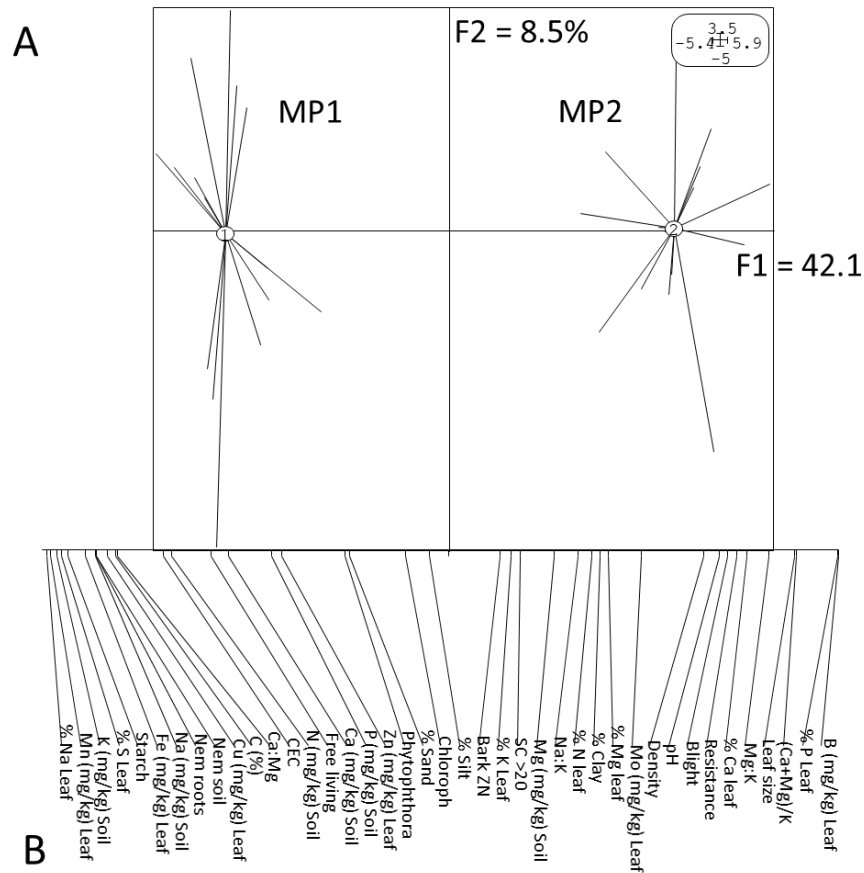 A
F2 = 8.5%
3.5
-5.4 5.9
-5
MP1
MP2
1
2
F1 = 42.1
% Na Leaf
Mn (mg/kg) Leaf
K (mg/kg) Soil
% S Leaf
Starch
Fe (mg/kg) Leaf
Na (mg/kg) Soil
Nem roots
Nem soil
Cu (mg/kg) Leaf
C (%)
Ca:Mg
CEC
N (mg/kg) Soil
Free living
Ca (mg/kg) Soil
P (mg/kg) Soil
Zn (mg/kg) Leaf
Phytophthora
% Sand
Chloroph
% Silt
Bark ZN
% K Leaf
SC >20
Mg (mg/kg) Soil
Na:K
% N leaf
% Clay
% Mg leaf
Mo (mg/kg) Leaf
Density
pH
Blight
Resistance
% Ca leaf
Mg:K
Leaf size
(Ca+Mg)/K
% P Leaf
B (mg/kg) Leaf
B